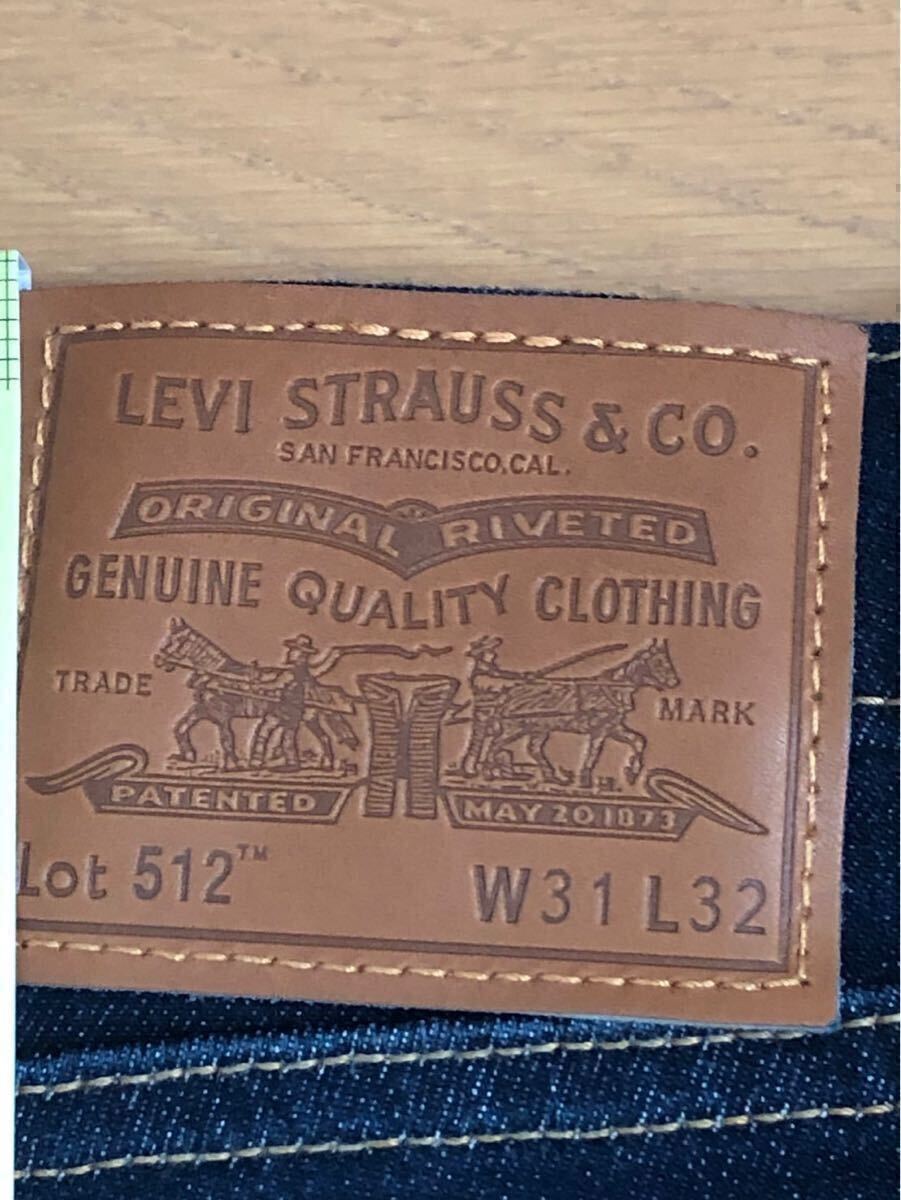 LEVI STRAUSS & CO.
SAN FRANCISCO, CAL.
ORIGINAL RIVETED
GENUINE QUALITY CLOTHING
TRADE MARK
PATENTED MAY 20 1873
Lot 512™ W31 L32